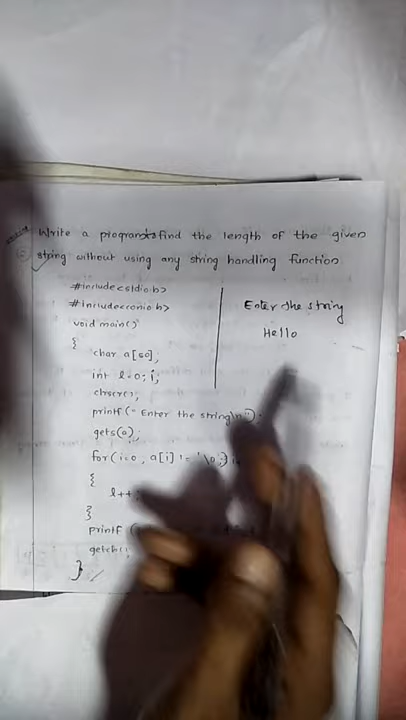 Write a program to find the length of the given
string without using any string handling function
#include<stdio.h>
#include<conio.h>
void main()
{
char a[50];
int l=0, i;
clrscr();
printf(" Enter the string\n");
gets(a);
for(i=0, a[i]!='\0';
{
l++
}
printf (
getch();
}
Enter the string
Hello